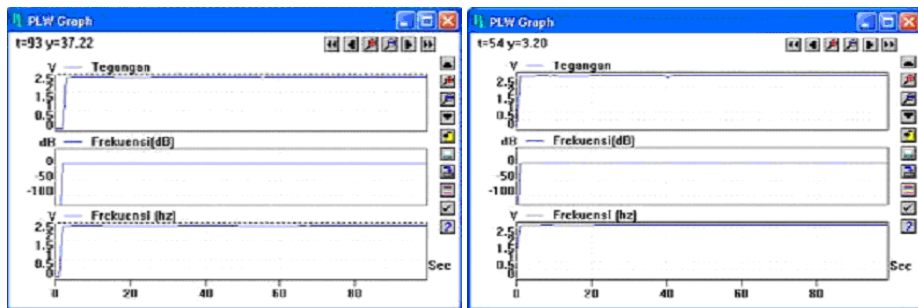 PLW Graph
t=93 y=37.22
V Tegangan
2.5
1.5
0.5
0
dB Frekuensi(dB)
0
-50
-100
V Frekuensi (hz)
2.5
1.5
0.5
0
0 20 40 60 80
Sec
PLW Graph
t=54 y=3.20
V Tegangan
2.5
1.5
0.5
0
dB Frekuensi(dB)
0
-50
-100
V Frekuensi (hz)
2.5
1.5
0.5
0
0 20 40 60 80
Sec